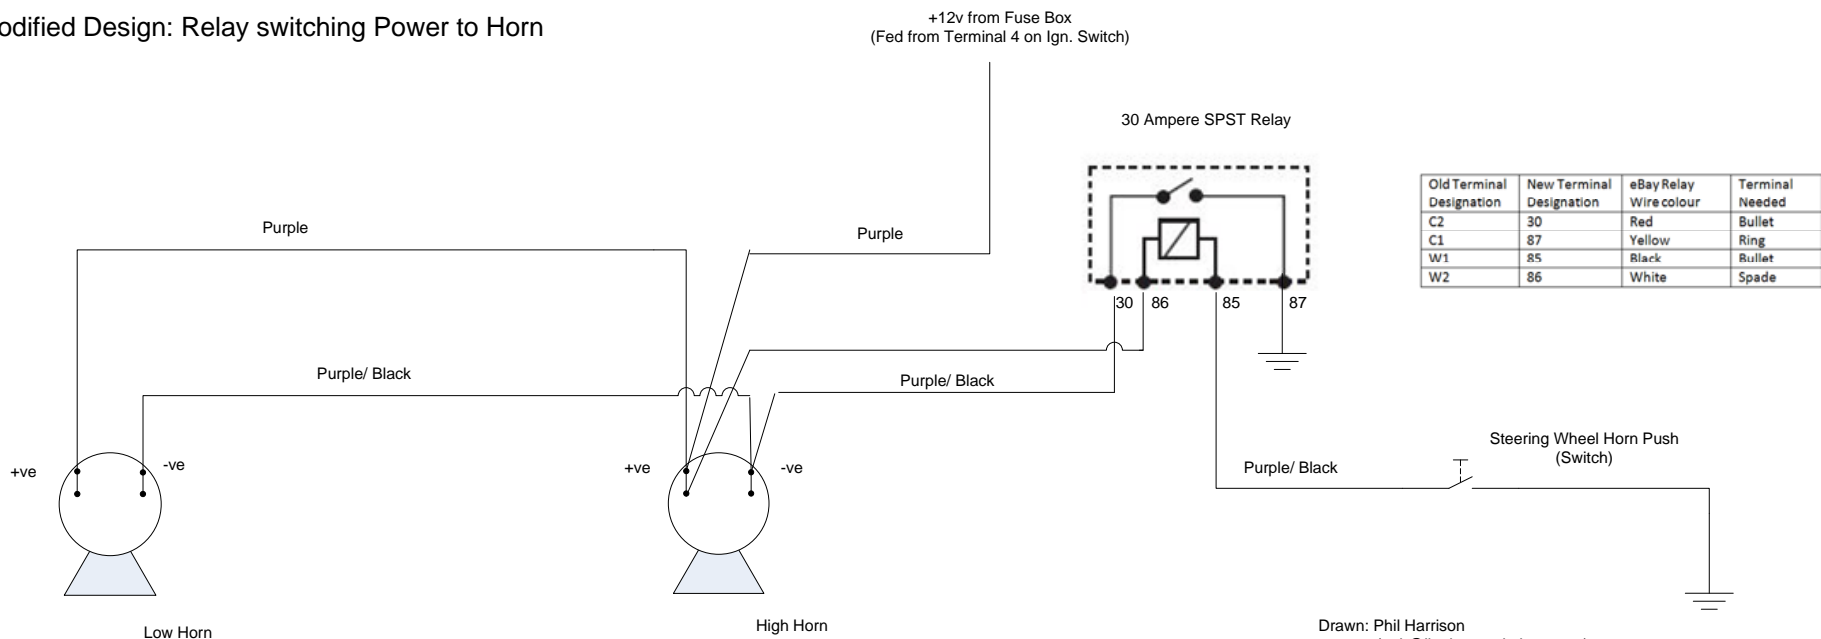 odified Design: Relay switching Power to Horn
+12v from Fuse Box
(Fed from Terminal 4 on Ign. Switch)
30 Ampere SPST Relay
Old Terminal Designation New Terminal Designation eBay Relay Wire colour Terminal Needed
C2 30 Red Bullet
C1 87 Yellow Ring
W1 85 Black Bullet
W2 86 White Spade
Purple
Purple
30 86 85 87
Purple/ Black
Purple/ Black
Steering Wheel Horn Push
(Switch)
Purple/ Black
+ve
-ve
+ve
-ve
Low Horn
High Horn
Drawn: Phil Harrison